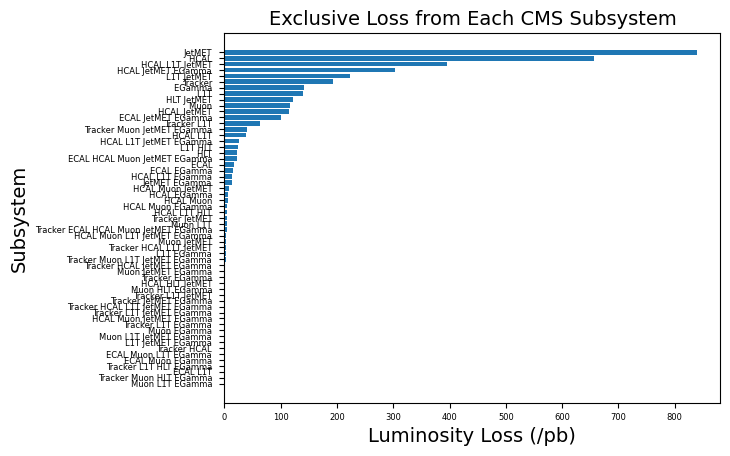 Exclusive Loss from Each CMS Subsystem
JetMET
HCAL
HCAL L1T JetMET
HCAL JetMET EGamma
L1T JetMET
Tracker
EGamma
L1T
HLT JetMET
Muon
HCAL JetMET
ECAL JetMET EGamma
Tracker L1T
Tracker Muon JetMET EGamma
HCAL L1T
HCAL L1T JetMET EGamma
L1T HLT
HLT
ECAL HCAL Muon JetMET EGamma
ECAL
ECAL EGamma
HCAL L1T EGamma
JetMET EGamma
HCAL Muon JetMET
HCAL EGamma
HCAL Muon
HCAL Muon EGamma
HCAL L1T HLT
Tracker JetMET
Muon L1T
Tracker ECAL HCAL Muon JetMET EGamma
HCAL Muon L1T JetMET EGamma
Muon JetMET
Tracker HCAL L1T JetMET
L1T EGamma
Tracker Muon L1T JetMET EGamma
Tracker HCAL JetMET EGamma
Muon JetMET EGamma
Tracker EGamma
HCAL HLT JetMET
Muon HLT EGamma
Tracker L1T JetMET
Tracker JetMET EGamma
Tracker HCAL L1T JetMET EGamma
Tracker L1T JetMET EGamma
HCAL Muon JetMET EGamma
Tracker L1T EGamma
Muon EGamma
Muon L1T JetMET EGamma
L1T JetMET EGamma
Tracker HCAL
ECAL Muon L1T EGamma
ECAL Muon EGamma
Tracker L1T HLT EGamma
ECAL L1T
Tracker Muon HLT EGamma
Muon L1T EGamma
Subsystem
0 100 200 300 400 500 600 700 800
Luminosity Loss (/pb)